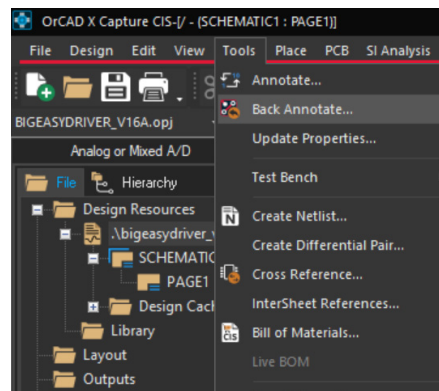 OrCAD X Capture CIS-[/ - (SCHEMATIC1 : PAGE1)]
File Design Edit View Tools Place PCB SI Analysis
Annotate...
BIGEASYDRIVER_V16A.opj
Back Annotate...
Update Properties...
Analog or Mixed A/D
Test Bench
File Hierarchy
Design Resources
Create Netlist...
.\bigeasydriver_v
Create Differential Pair...
SCHEMATIC
Cross Reference...
PAGE1
InterSheet References...
Design Cach
Library
Bill of Materials...
Layout
Live BOM
Outputs